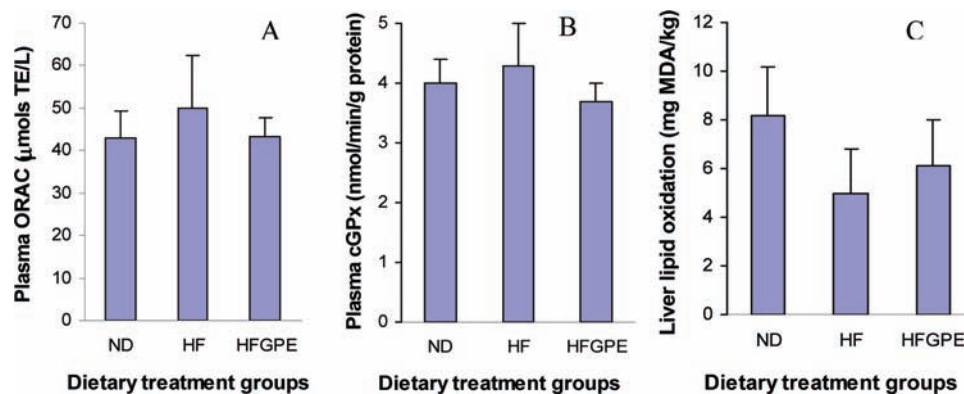 A
Plasma ORAC (μmols TE/L)
70
60
50
40
30
20
10
0
ND HF HFGPE
Dietary treatment groups
B
Plasma cGPx (nmol/min/g protein)
5
4
3
2
1
0
ND HF HFGPE
Dietary treatment groups
C
Liver lipid oxidation (mg MDA/kg)
12
10
8
6
4
2
0
ND HF HFGPE
Dietary treatment groups